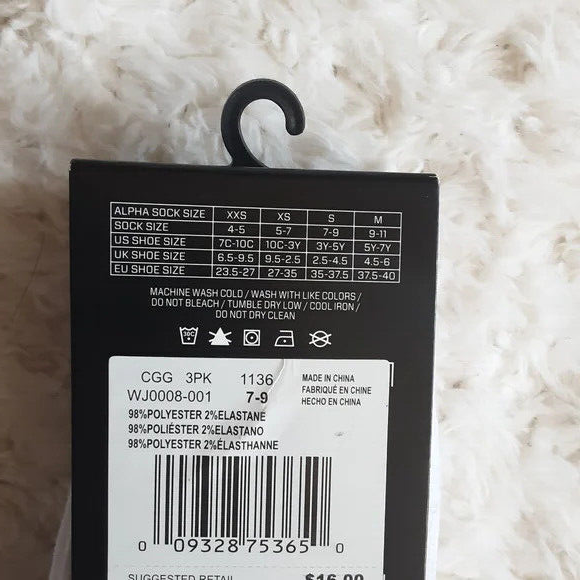 ALPHA SOCK SIZE XXS XS S M
SOCK SIZE 4-5 5-7 7-9 9-11
US SHOE SIZE 7C-10C 10C-3Y 3Y-5Y 5Y-7Y
UK SHOE SIZE 6.5-9.5 9.5-2.5 2.5-4.5 4.5-6
EU SHOE SIZE 23.5-27 27-35 35-37.5 37.5-40
MACHINE WASH COLD / WASH WITH LIKE COLORS /
DO NOT BLEACH / TUMBLE DRY LOW / COOL IRON /
DO NOT DRY CLEAN
30C
CGG 3PK 1136
WJ0008-001 7-9
98%POLYESTER 2%ELASTANE
98%POLIÉSTER 2%ELASTANO
98%POLYESTER 2%ÉLASTHANNE
MADE IN CHINA
FABRIQUÉ EN CHINE
HECHO EN CHINA
0 09328 75365 0
SUGGESTED RETAIL $16.00